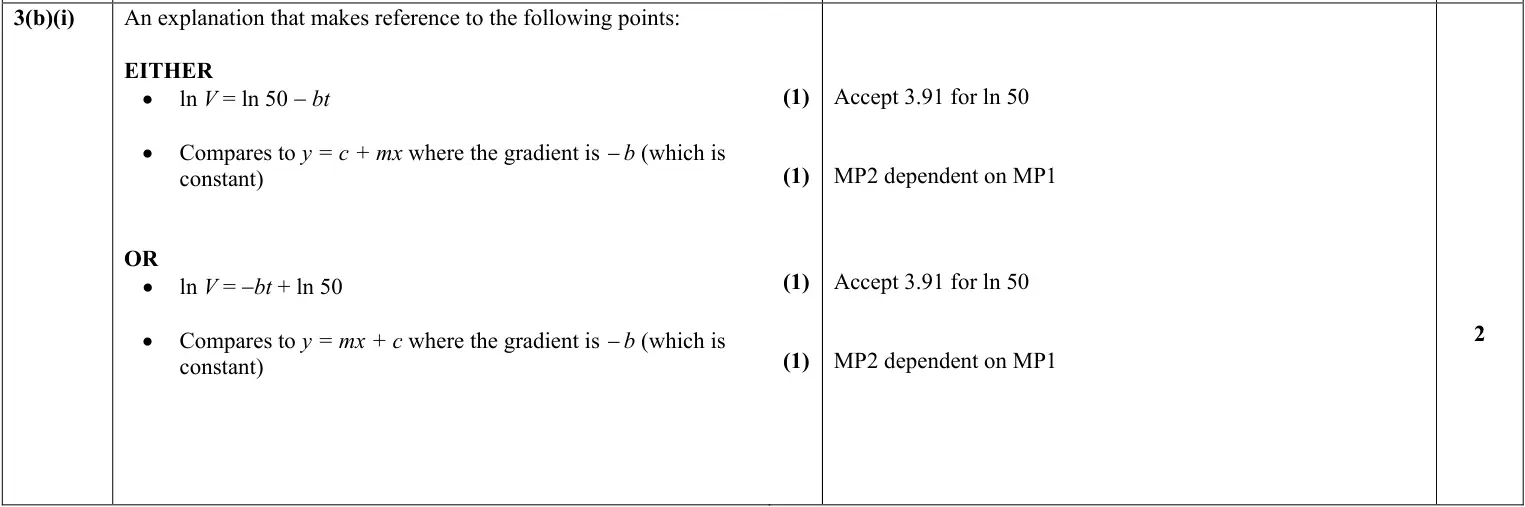 3(b)(i) An explanation that makes reference to the following points:
EITHER
• ln V = ln 50 – bt (1) Accept 3.91 for ln 50
• Compares to y = c + mx where the gradient is – b (which is
constant) (1) MP2 dependent on MP1
OR
• ln V = –bt + ln 50 (1) Accept 3.91 for ln 50
2
• Compares to y = mx + c where the gradient is – b (which is
constant) (1) MP2 dependent on MP1